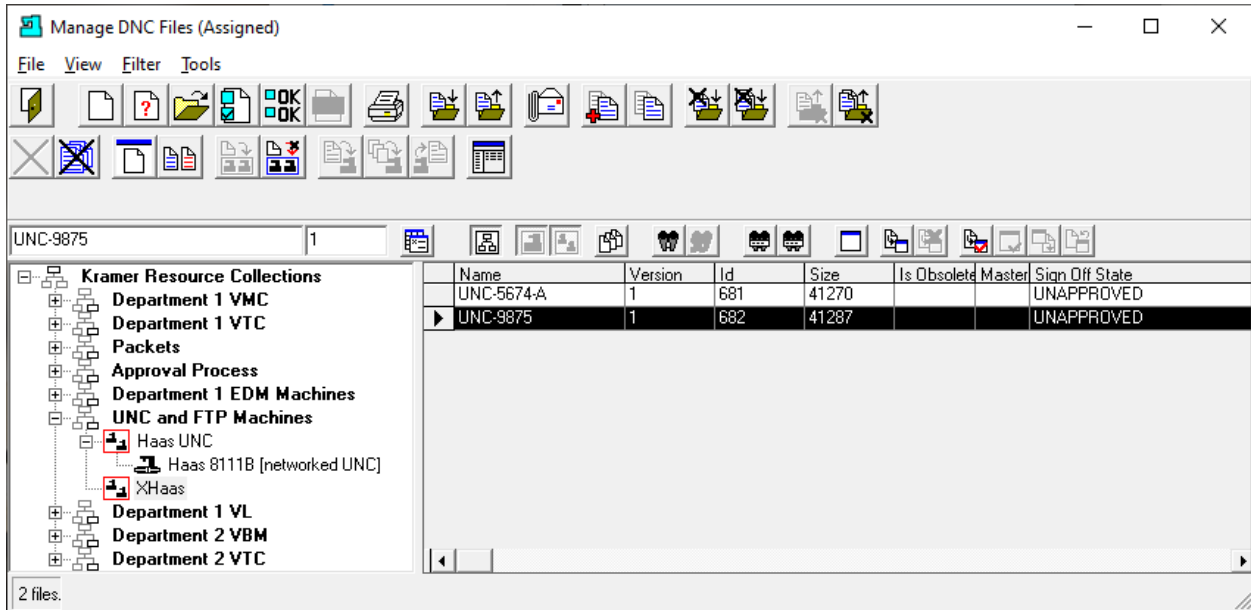 Manage DNC Files (Assigned)
File View Filter Tools
OK
OK
UNC-9875 1
Kramer Resource Collections
Department 1 VMC
Department 1 VTC
Packets
Approval Process
Department 1 EDM Machines
UNC and FTP Machines
Haas UNC
Haas 8111B [networked UNC]
XHaas
Department 1 VL
Department 2 VBM
Department 2 VTC
Name Version Id Size Is Obsolete Master Sign Off State
UNC-5674-A 1 681 41270 UNAPPROVED
UNC-9875 1 682 41287 UNAPPROVED
2 files.